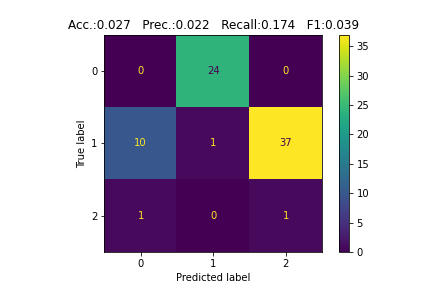 Acc.:0.027 Prec.:0.022 Recall:0.174 F1:0.039
0 0 24 0
1 10 1 37
2 1 0 1
0 1 2
True label
Predicted label
35
30
25
20
15
10
5
0